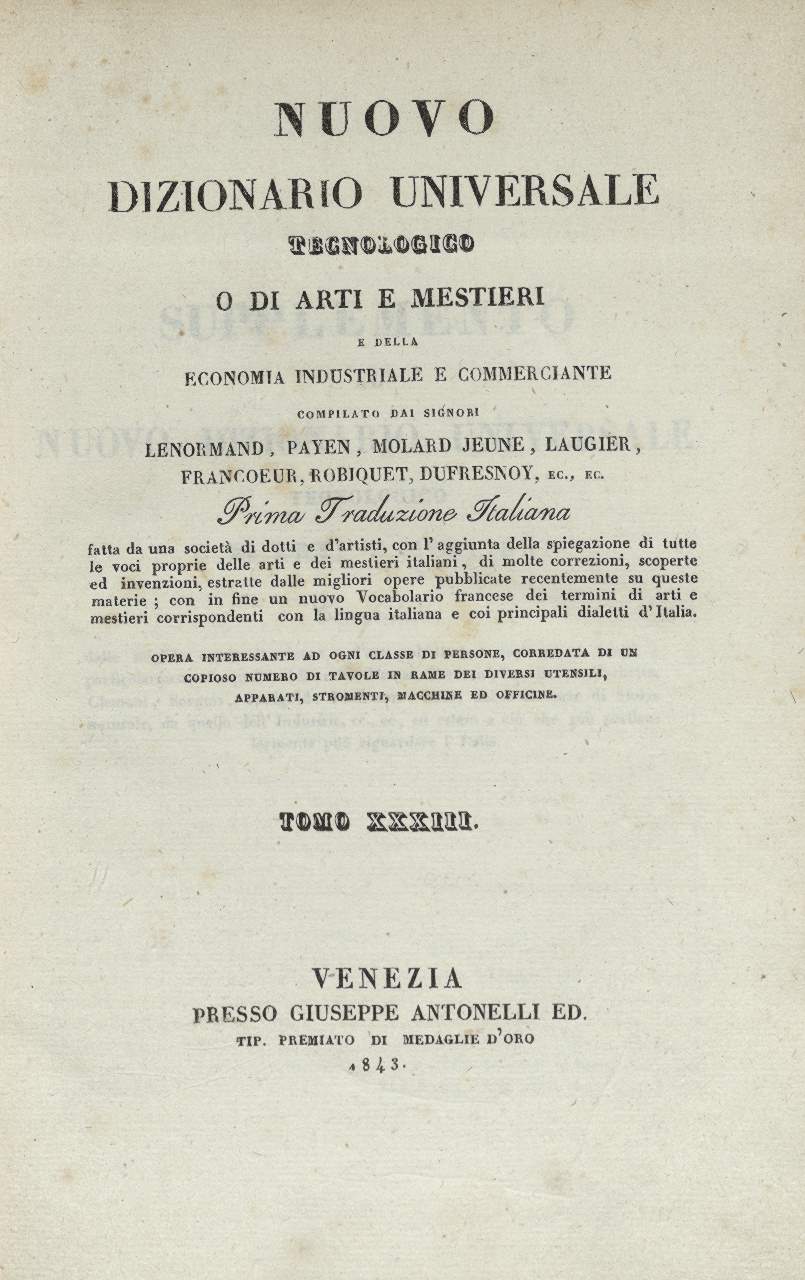 NUOVO
DIZIONARIO UNIVERSALE
TECNOLOGICO
O DI ARTI E MESTIERI
E DELLA
ECONOMIA INDUSTRIALE E COMMERCIANTE
COMPILATO DAI SIGNORI
LENORMAND, PAYEN, MOLARD JEUNE, LAUGIER,
FRANCOEUR, ROBIQUET, DUFRESNOY, EC., EC.
Prima Traduzione Italiana
fatta da una società di dotti e d'artisti, con l'aggiunta della spiegazione di tutte
le voci proprie delle arti e dei mestieri italiani, di molte correzioni, scoperte
ed invenzioni, estratte dalle migliori opere pubblicate recentemente su queste
materie; con in fine un nuovo Vocabolario francese dei termini di arti e
mestieri corrispondenti con la lingua italiana e coi principali dialetti d'Italia.
OPERA INTERESSANTE AD OGNI CLASSE DI PERSONE, CORREDATA DI UN
COPIOSO NUMERO DI TAVOLE IN RAME DEI DIVERSI UTENSILI,
APPARATI, STROMENTI, MACCHINE ED OFFICINE.
TOMO XXXIII.
VENEZIA
PRESSO GIUSEPPE ANTONELLI ED.
TIP. PREMIATO DI MEDAGLIE D'ORO
1843.